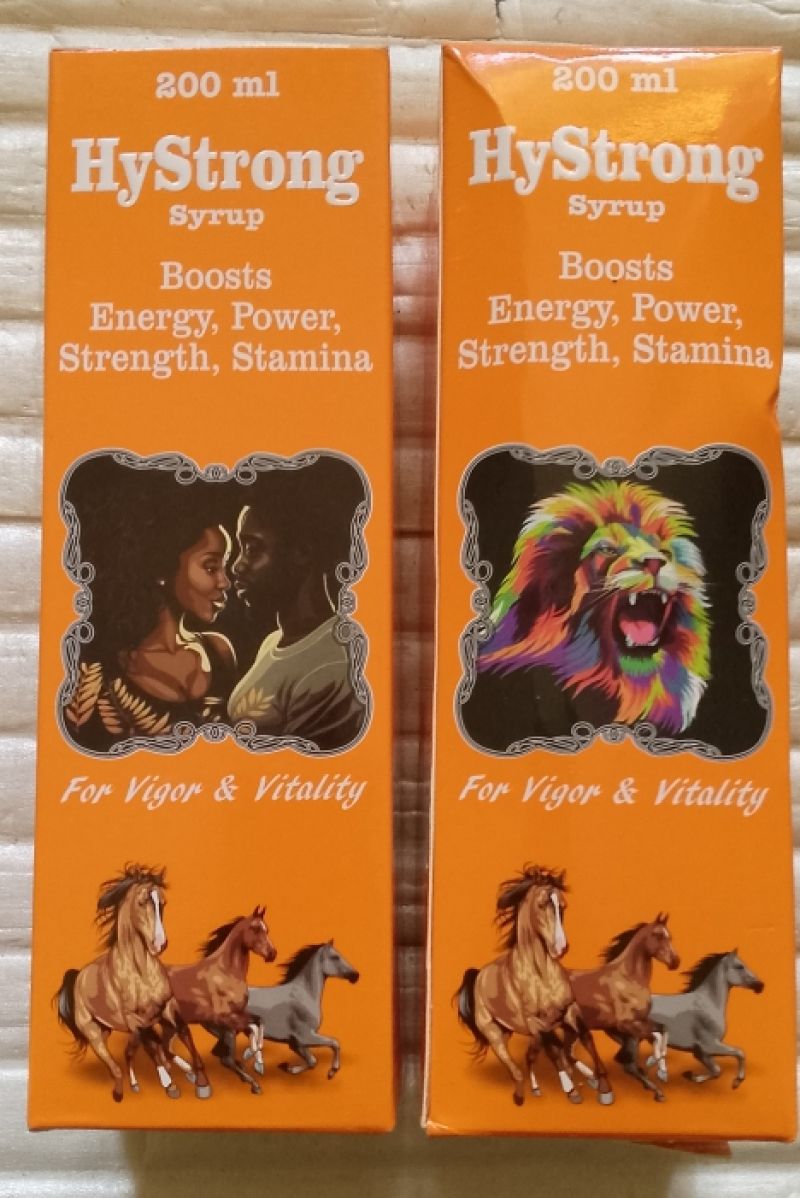 200 ml
HyStrong
Syrup
Boosts
Energy, Power,
Strength, Stamina
For Vigor & Vitality
200 ml
HyStrong
Syrup
Boosts
Energy, Power,
Strength, Stamina
For Vigor & Vitality